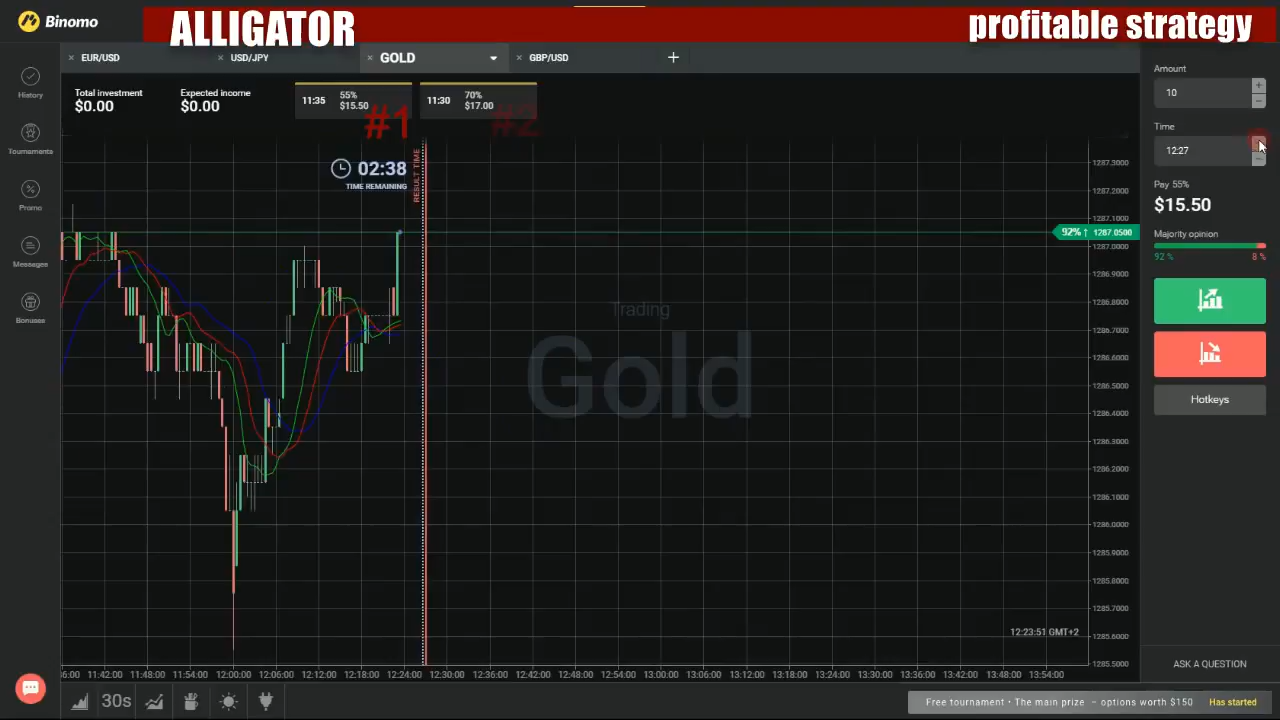 Binomo
ALLIGATOR
profitable strategy
× EUR/USD
× USD/JPY
× GOLD
× GBP/USD
+
Total investment
$0.00
Expected income
$0.00
11:35
55%
$15.50
11:30
70%
$17.00
#1
#2
02:38
TIME REMAINING
RESULT TIME
History
Tournaments
Promo
Messages
Bonuses
Trading
Gold
1287.3000
1287.2000
1287.1000
92% ↑ 1287.0500
1287.0000
1286.9000
1286.8000
1286.7000
1286.6000
1286.5000
1286.4000
1286.3000
1286.2000
1286.1000
1286.0000
1285.9000
1285.8000
1285.7000
1285.6000
1285.5000
12:23:51 GMT+2
36:00 11:42:00 11:48:00 11:54:00 12:00:00 12:06:00 12:12:00 12:18:00 12:24:00 12:30:00 12:36:00 12:42:00 12:48:00 12:54:00 13:00:00 13:06:00 13:12:00 13:18:00 13:24:00 13:30:00 13:36:00 13:42:00 13:48:00 13:54:00
30s
Amount
10
Time
12:27
Pay 55%
$15.50
Majority opinion
92 %
8 %
Hotkeys
ASK A QUESTION
Free tournament • The main prize – options worth $150 Has started